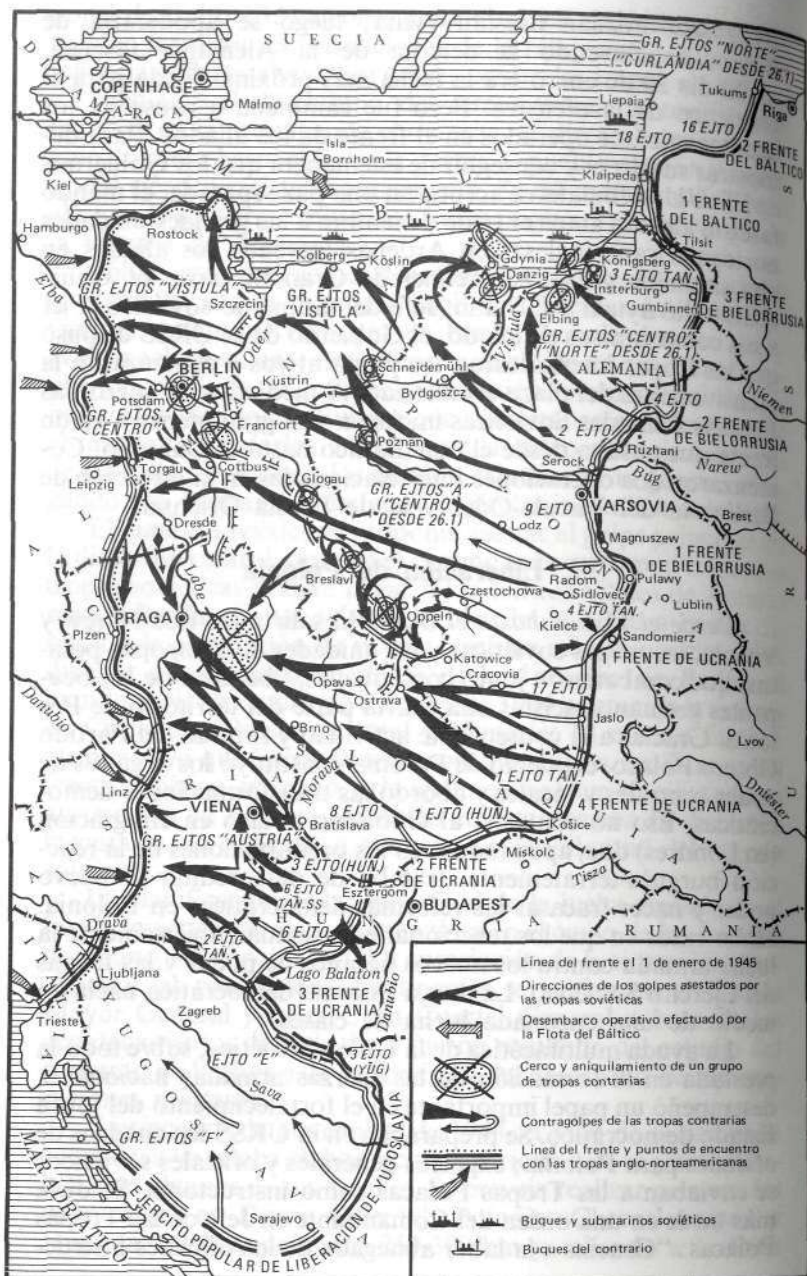 SUECIA
DINAMARCA
COPENHAGE
Malmo
GR. EJTOS "NORTE"
("CURLANDIA" DESDE 26.1)
Tukums
Riga
Liepaia
16 EJTO
18 EJTO
2 FRENTE
DEL BÁLTICO
Isla
Bornholm
MAR BALTICO
Klaipeda
Kiel
1 FRENTE
DEL BALTICO
Tilsit
Hamburgo
Rostock
Elba
GR. EJTOS "VISTULA"
Szczecin
Kolberg
Köslin
Gdynia
Danzig
Königsberg
3 EJTO TAN.
Insterburg
Gunbinnen
3 FRENTE
DE BIELORRUSIA
GR. EJTOS
"VISTULA"
Elbing
Vistula
GR. EJTOS "CENTRO"
("NORTE" DESDE 26.1)
ALEMANIA
Niemen
BERLIN
Oder
Potsdam
Küstrin
Schneidemühl
Bydgoszcz
4 EJTO
2 EJTO
GR. EJTOS
"CENTRO"
Francfort
Poznán
2 FRENTE
DE BIELORRUSIA
Ruzhani
Narew
Serock
Bug
Cottbus
Torgau
Leipzig
Glogau
GR. EJTOS "A"
("CENTRO"
DESDE 26.1)
VARSOVIA
9 EJTO
Lodz
Brest
Magnuszew
Dresde
Labe
Breslavl
1 FRENTE
DE BIELORRUSIA
Radom
Pulawy
Czestochowa
Sidlovec
Lublin
Kielce
4 EJTO TAN.
Oppeln
Sandomierz
PRAGA
Plzen
Katowice
Cracovia
1 FRENTE DE UCRANIA
Opava
Ostrava
17 EJTO
Jaslo
Lvov
Danubio
Brno
Dniéster
CHECOSLOVAQUIA
1 EJTO TAN.
Linz
Morava
VIENA
Bratislava
8 EJTO
1 EJTO (HUN)
4 FRENTE DE UCRANIA
Košice
GR. EJTOS "AUSTRIA"
3 EJTO(HUN)
2 FRENTE
DE UCRANIA
Miskolc
Tisza
Esztergom
BUDAPEST
6 EJTO
TAN.SS
6 EJTO
RUMANIA
Drava
2 EJTO
TAN.
Ljubljana
Lago Balaton
3 FRENTE
DE UCRANIA
Danubio
Trieste
Zagreb
EJTO "E"
3 EJTO
(YUG)
Sava
GR. EJTOS "F"
YUGOSLAVIA
Sarajevo
EJERCITO POPULAR DE LIBERACION DE YUGOSLAVIA
MAR ADRIATICO
Línea del frente el 1 de enero de 1945
Direcciones de los golpes asestados por
las tropas soviéticas
Desembarco operativo efectuado por
la Flota del Báltico
Cerco y aniquilamiento de un grupo
de tropas contrarias
Contragólpes de las tropas contrarias
Linea del frente y puntos de encuentro
con las tropas anglo-norteamericanas
Buques y submarinos soviéticos
Buques del contrario